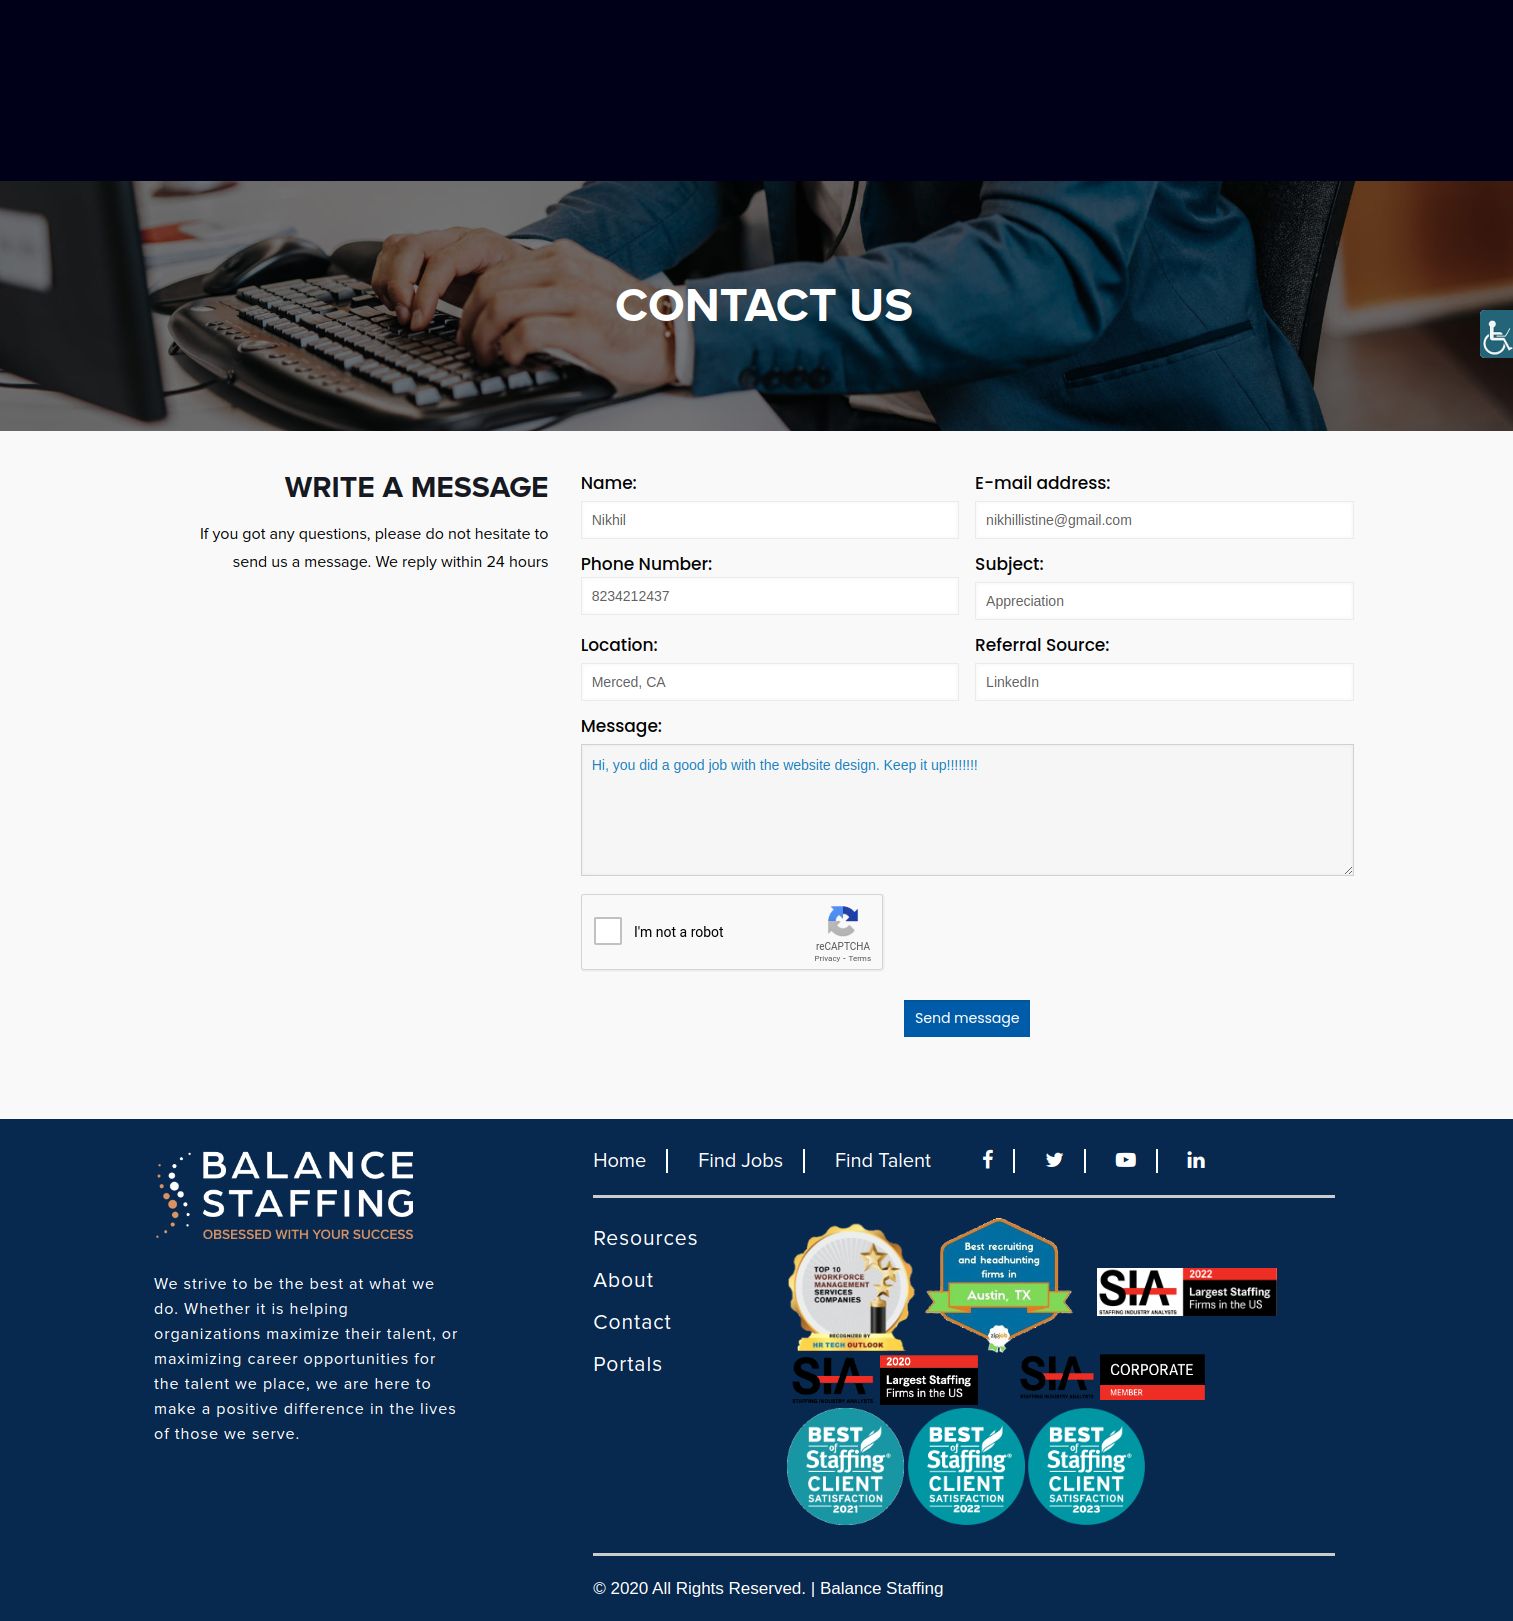 CONTACT US
WRITE A MESSAGE
If you got any questions, please do not hesitate to
send us a message. We reply within 24 hours
Name:
Nikhil
E-mail address:
nikhillistine@gmail.com
Phone Number:
8234212437
Subject:
Appreciation
Location:
Merced, CA
Referral Source:
LinkedIn
Message:
Hi, you did a good job with the website design. Keep it up!!!!!!!!
I'm not a robot
reCAPTCHA
Privacy - Terms
Send message
BALANCE
STAFFING
OBSESSED WITH YOUR SUCCESS
We strive to be the best at what we
do. Whether it is helping
organizations maximize their talent, or
maximizing career opportunities for
the talent we place, we are here to
make a positive difference in the lives
of those we serve.
Home
Find Jobs
Find Talent
Resources
About
Contact
Portals
TOP 10
WORKFORCE
MANAGEMENT
SERVICES
COMPANIES
RECOGNIZED BY
HR TECH OUTLOOK
Best recruiting
and headhunting
firms in
Austin, TX
zipjob
SIA
STAFFING INDUSTRY ANALYSTS
2022
Largest Staffing
Firms in the US
SIA
STAFFING INDUSTRY ANALYSTS
2020
Largest Staffing
Firms in the US
SIA
STAFFING INDUSTRY ANALYSTS
CORPORATE
MEMBER
BEST
of
Staffing®
CLIENT
SATISFACTION
2021
BEST
of
Staffing®
CLIENT
SATISFACTION
2022
BEST
of
Staffing®
CLIENT
SATISFACTION
2023
© 2020 All Rights Reserved. | Balance Staffing